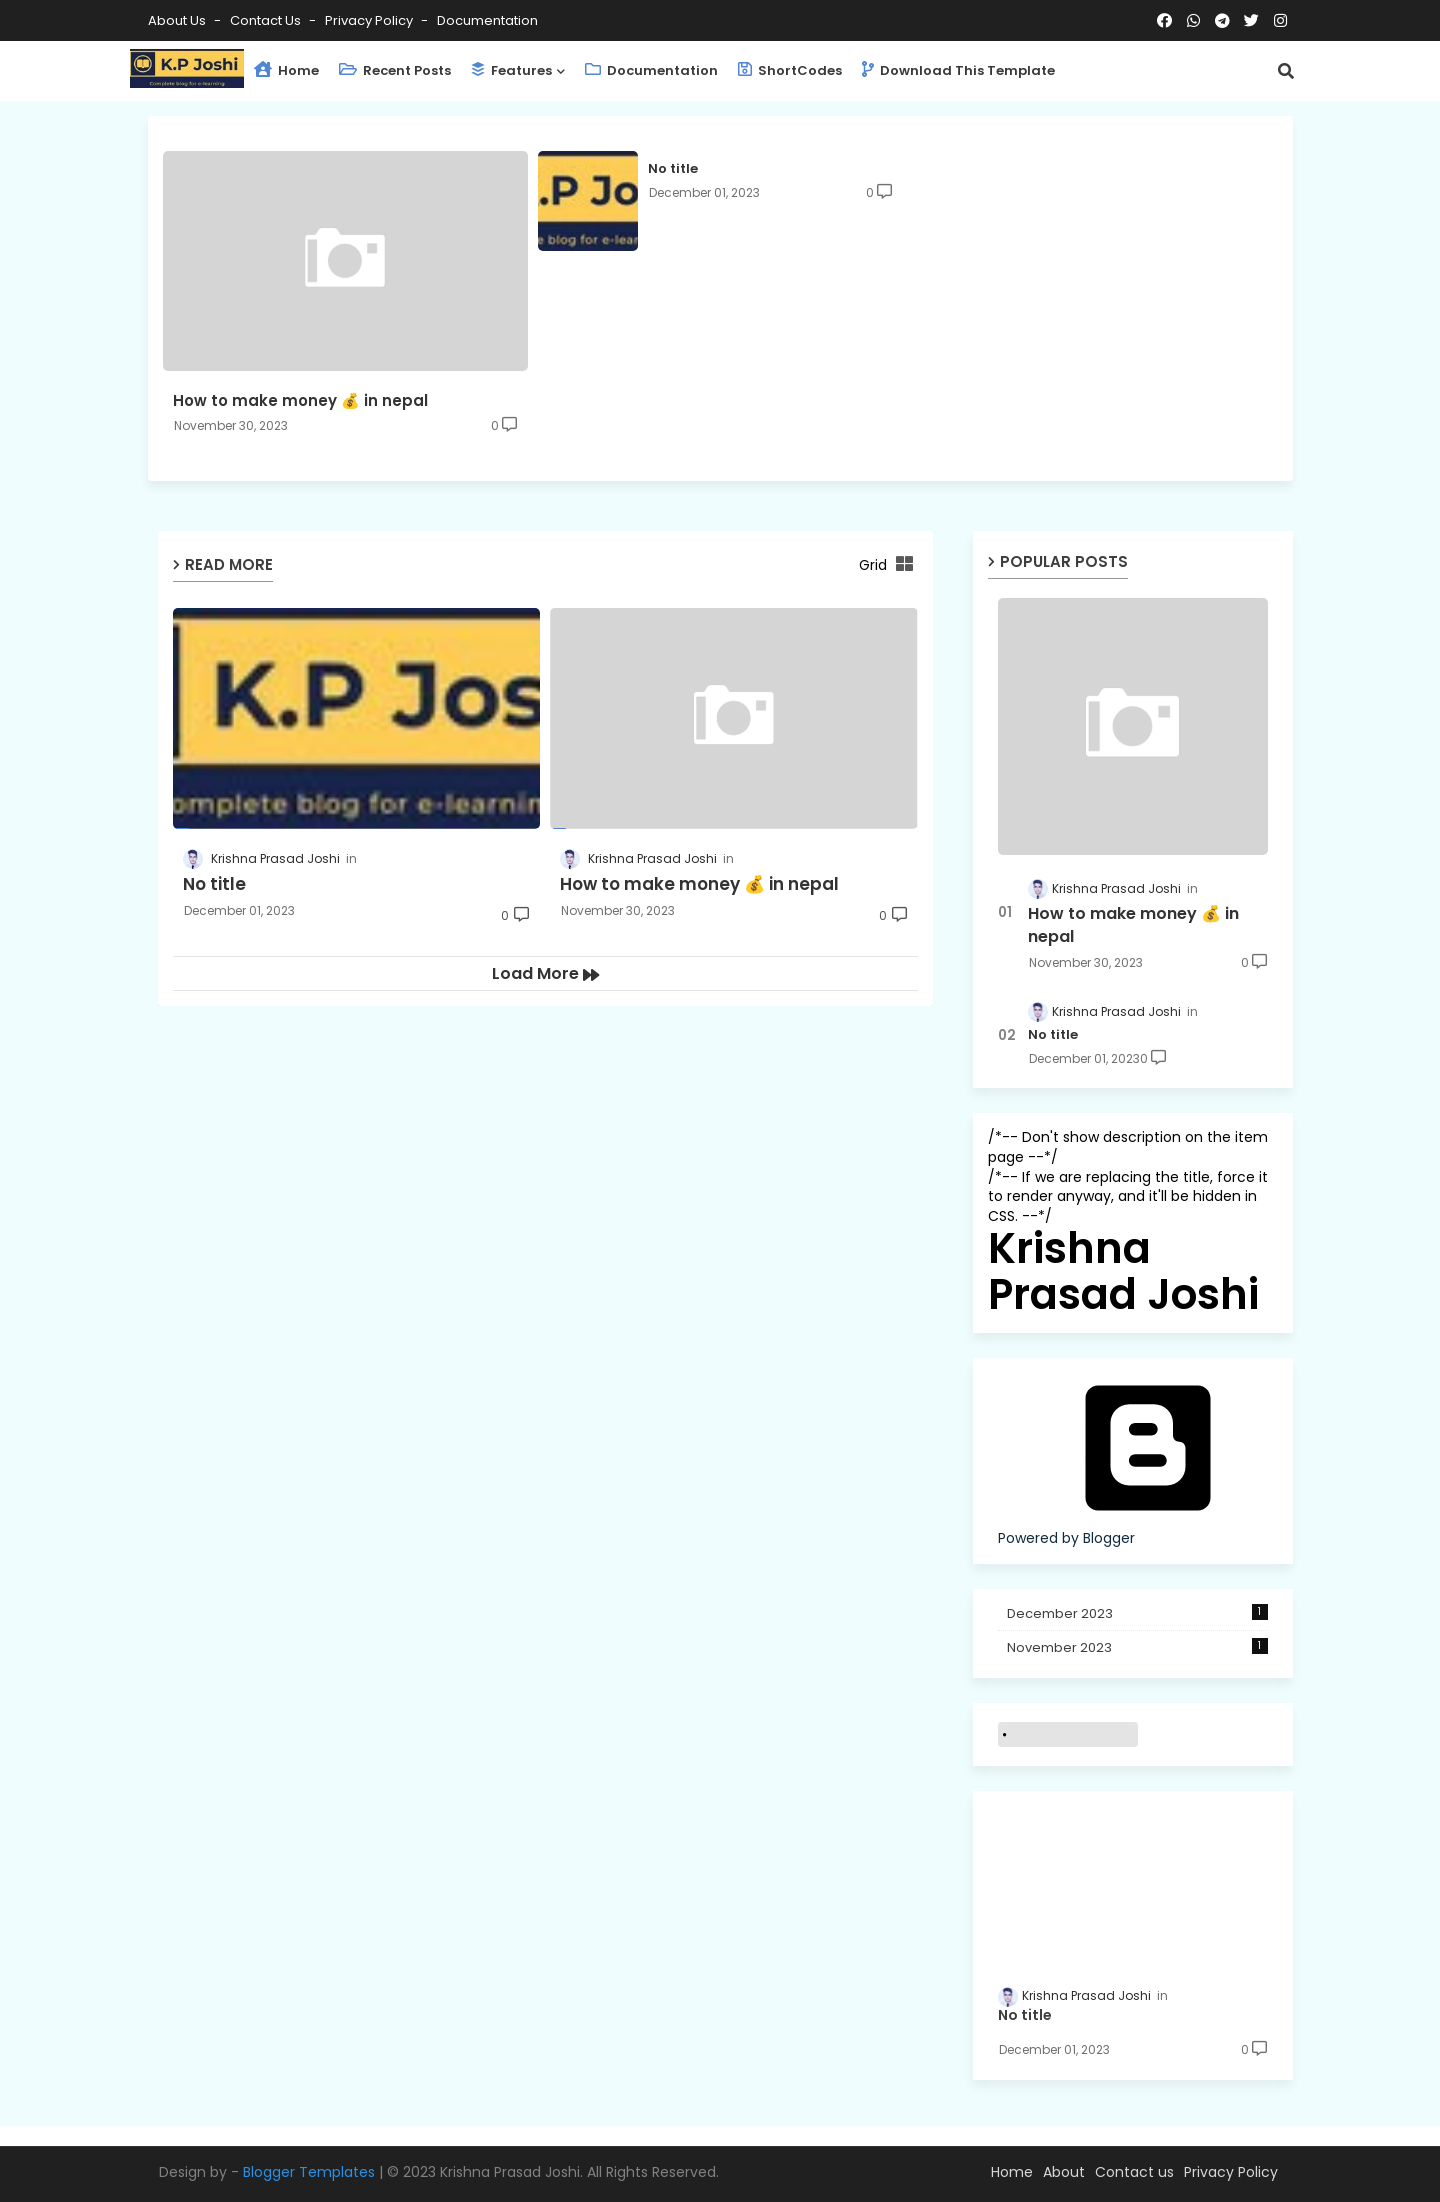 About Us - Contact Us - Privacy Policy - Documentation
K.P Joshi
Complete blog for e-learning
Home Recent Posts Features Documentation ShortCodes Download This Template
No title
December 01, 2023 0
How to make money 💰 in nepal
November 30, 2023 0
READ MORE
Grid
K.P Jos
omplete blog for e-learnin
Krishna Prasad Joshi in
No title
December 01, 2023 0
Krishna Prasad Joshi in
How to make money 💰 in nepal
November 30, 2023 0
Load More
POPULAR POSTS
Krishna Prasad Joshi in
01
How to make money 💰 in
nepal
November 30, 2023 0
Krishna Prasad Joshi in
02
No title
December 01, 20230
/*-- Don't show description on the item
page --*/
/*-- If we are replacing the title, force it
to render anyway, and it'll be hidden in
CSS. --*/
Krishna
Prasad Joshi
Powered by Blogger
December 2023 1
November 2023 1
Krishna Prasad Joshi in
No title
December 01, 2023 0
Design by - Blogger Templates | © 2023 Krishna Prasad Joshi. All Rights Reserved.
Home About Contact us Privacy Policy